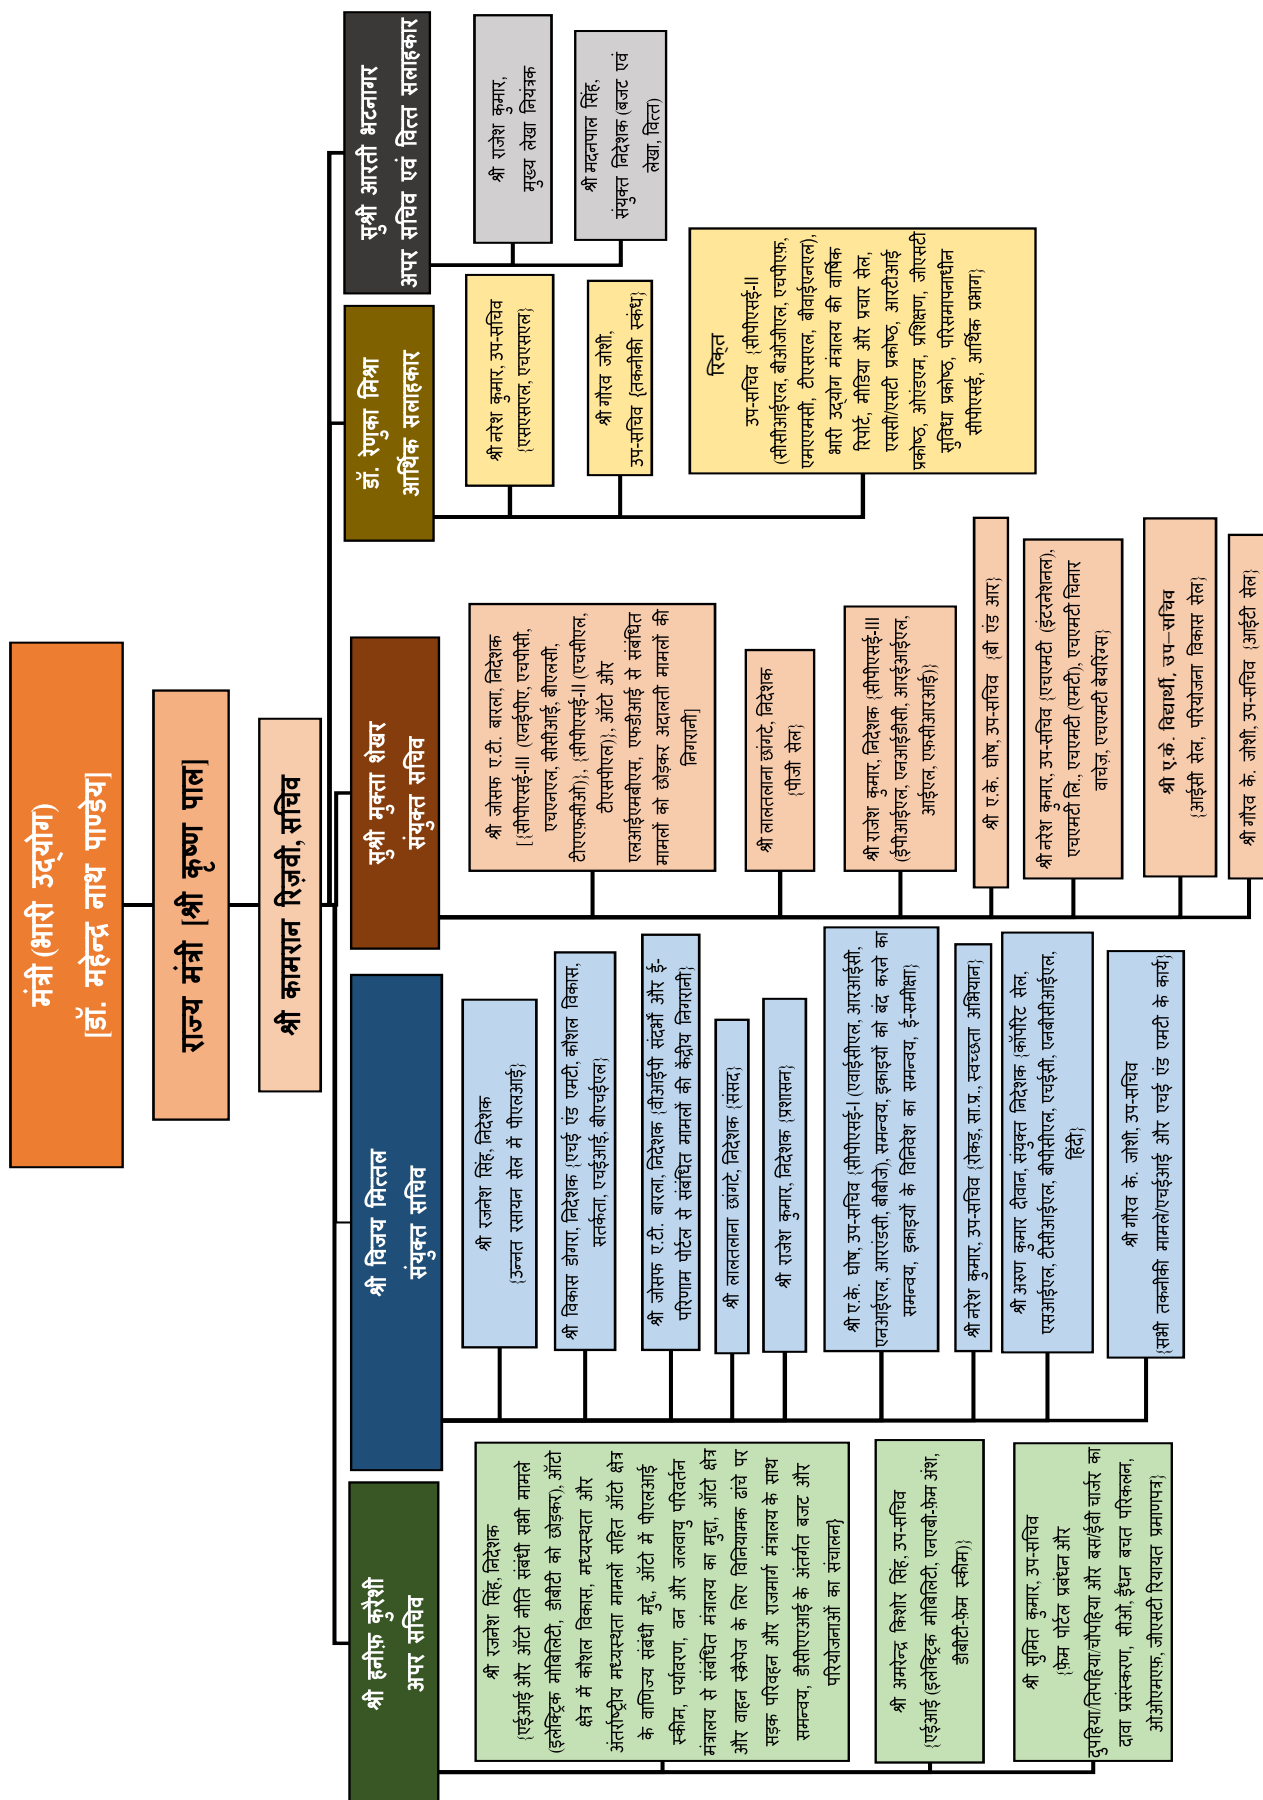 मंत्री (भारी उद्योग)
[डॉ. महेन्द्र नाथ पाण्डेय]
राज्य मंत्री [श्री कृष्ण पाल]
श्री कामरान रिज़वी, सचिव
श्री हनीफ़ कुरैशी
अपर सचिव
श्री रजनेश सिंह, निदेशक
{एईआई और ऑटो नीति संबंधी सभी मामले
(इलेक्ट्रिक मोबिलिटी, डीबीटी को छोड़कर), ऑटो
क्षेत्र में कौशल विकास, मध्यस्थता और
अंतर्राष्ट्रीय मध्यस्थता मामलों सहित ऑटो क्षेत्र
के वाणिज्य संबंधी मुद्दे, ऑटो में पीएलआई
स्कीम, पर्यावरण, वन और जलवायु परिवर्तन
मंत्रालय से संबंधित मंत्रालय का मुद्दा, ऑटो क्षेत्र
और वाहन स्क्रैपेज के लिए विनियामक ढांचे पर
सड़क परिवहन और राजमार्ग मंत्रालय के साथ
समन्वय, डीसीएआई के अंतर्गत बजट और
परियोजनाओं का संचालन}
श्री अमरेन्द्र किशोर सिंह, उप-सचिव
{एईआई (इलेक्ट्रिक मोबिलिटी, एनएबी-फ़ेम अंश,
डीबीटी-फ़ेम स्कीम)}
श्री सुमित कुमार, उप-सचिव
{फ़ेम पोर्टल प्रबंधन और
दुपहिया/तिपहिया/चौपहिया और बस/ईवी चार्जर का
दावा प्रसंस्करण, सीओ, ईंधन बचत परिकलन,
ओओएमएफ़, जीएसटी रियायत प्रमाणपत्र}
श्री विजय मित्तल
संयुक्त सचिव
श्री रजनेश सिंह, निदेशक
{उन्नत रसायन सेल में पीएलआई}
श्री विकास डोगरा, निदेशक {एचई एंड एमटी, कौशल विकास,
सतर्कता, एचईआई, बीएचईएल}
श्री जोसफ ए.टी. बारला, निदेशक {वीआईपी संदर्भों और ई-
परिणाम पोर्टल से संबंधित मामलों की केंद्रीय निगरानी}
श्री लालतलाना छांगटे, निदेशक {संसद}
श्री राजेश कुमार, निदेशक {प्रशासन}
श्री ए.के. घोष, उप-सचिव {सीपीएसई-I (एवाईसीएल, आरआईसी,
एनआईएल, आरएंडसी, बीबीजे), समन्वय, इकाइयों को बंद करने का
समन्वय, इकाइयों के विनिवेश का समन्वय, ई-समीक्षा}
श्री नरेश कुमार, उप-सचिव {रोकड़, सा.प्र., स्वच्छता अभियान}
श्री अरुण कुमार दीवान, संयुक्त निदेशक {कॉर्पोरेट सेल,
एसआईएल, टीसीआईएल, बीपीसीएल, एचईसी, एनबीसीआईएल,
हिंदी}
श्री गौरव के. जोशी, उप-सचिव
{सभी तकनीकी मामले/एचईआई और एचई एंड एमटी के कार्य}
सुश्री मुक्ता शेखर
संयुक्त सचिव
श्री जोसफ ए.टी. बारला, निदेशक
[{सीपीएसई-III (एनईपीए, एचपीसी,
एचएनएल, सीसीआई, बीएलसी,
टीएएफ़सीओ)}, {सीपीएसई-II (एचसीएल,
टीएसपीएल)}, ऑटो और
एलआईएमबीएस, एफडीआई से संबंधित
मामलों को छोड़कर अदालती मामलों की
निगरानी]
श्री लालतलाना छांगटे, निदेशक
{पीजी सेल}
श्री राजेश कुमार, निदेशक {सीपीएसई-III
(ईपीआईएल, एनआईडीसी, आरईआईएल,
आईएल, एफ़सीआरआई)}
श्री ए.के. घोष, उप-सचिव {बी एंड आर}
श्री नरेश कुमार, उप-सचिव {एचएमटी (इंटरनेशनल),
एचएमटी लि., एचएमटी (एमटी), एचएमटी चिनार
वाचेज़, एचएमटी बेयरिंग्स}
श्री ए.के. विद्यार्थी, उप–सचिव
{आईसी सेल, परियोजना विकास सेल}
श्री गौरव के. जोशी, उप-सचिव {आईटी सेल}
डॉ. रेणुका मिश्रा
आर्थिक सलाहकार
श्री नरेश कुमार, उप-सचिव
{एसएसएल, एचएसएल}
श्री गौरव जोशी,
उप-सचिव {तकनीकी स्कंध}
रिक्त
उप-सचिव {सीपीएसई-II
(सीसीआईएल, बीओजीएल, एचपीएफ़,
एमएएमसी, टीएसएल, बीवाईएनएल),
भारी उद्योग मंत्रालय की वार्षिक
रिपोर्ट, मीडिया और प्रचार सेल,
एससी/एसटी प्रकोष्ठ, आरटीआई
प्रकोष्ठ, ओएंडएम, प्रशिक्षण, जीएसटी
सुविधा प्रकोष्ठ, परिसमापनाधीन
सीपीएसई, आर्थिक प्रभाग}
सुश्री आरती भटनागर
अपर सचिव एवं वित्त सलाहकार
श्री राजेश कुमार,
मुख्य लेखा नियंत्रक
श्री मदनपाल सिंह,
संयुक्त निदेशक (बजट एवं
लेखा, वित्त)